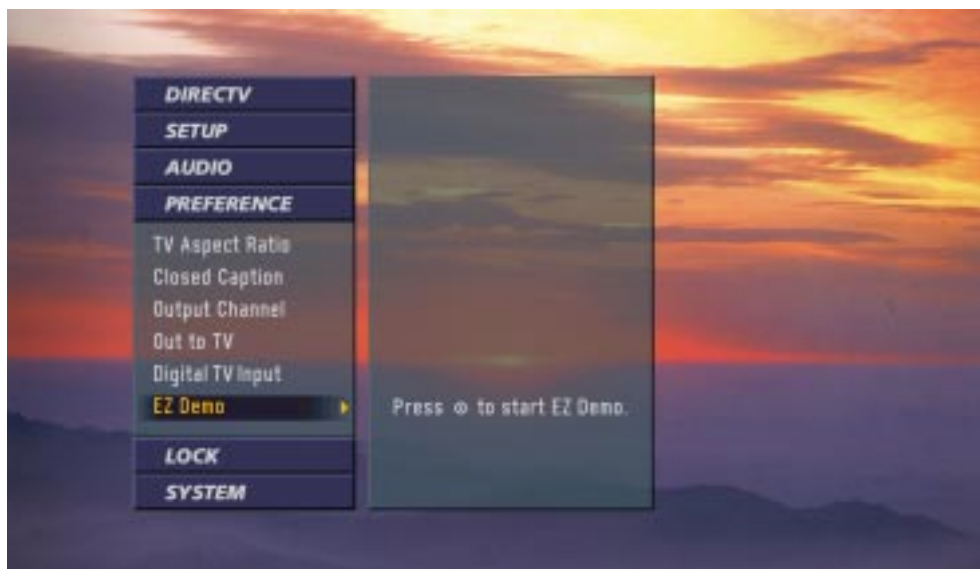 DIRECTV
SETUP
AUDIO
PREFERENCE
TV Aspect Ratio
Closed Caption
Output Channel
Out to TV
Digital TV Input
EZ Demo
Press ⊙ to start EZ Demo.
LOCK
SYSTEM